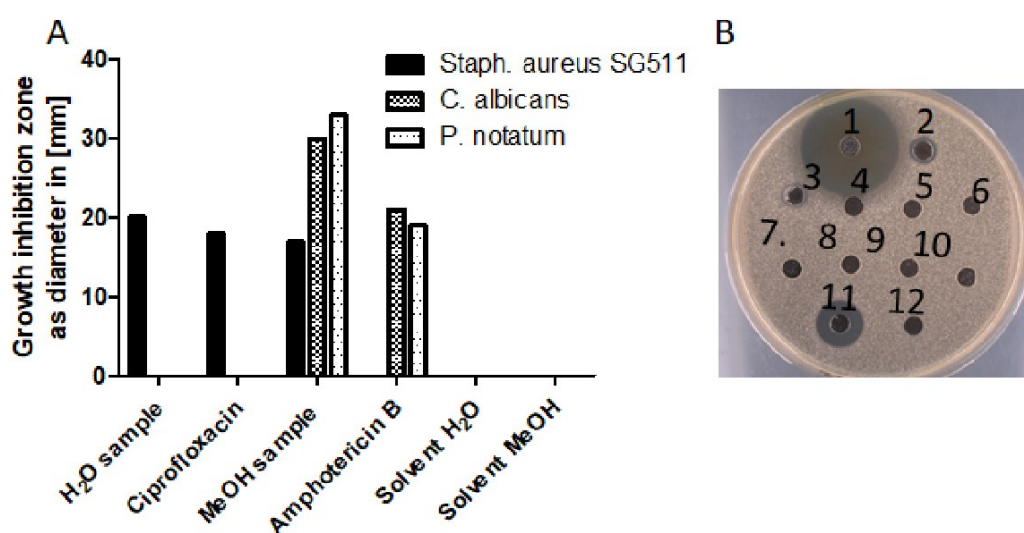 A
B
Growth inhibition zone
as diameter in [mm]
40
30
20
10
0
Staph. aureus SG511
C. albicans
P. notatum
H₂O sample
Ciprofloxacin
MeOH sample
Amphotericin B
Solvent H₂O
Solvent MeOH
1 2
3 4 5 6
7. 8 9 10
11 12